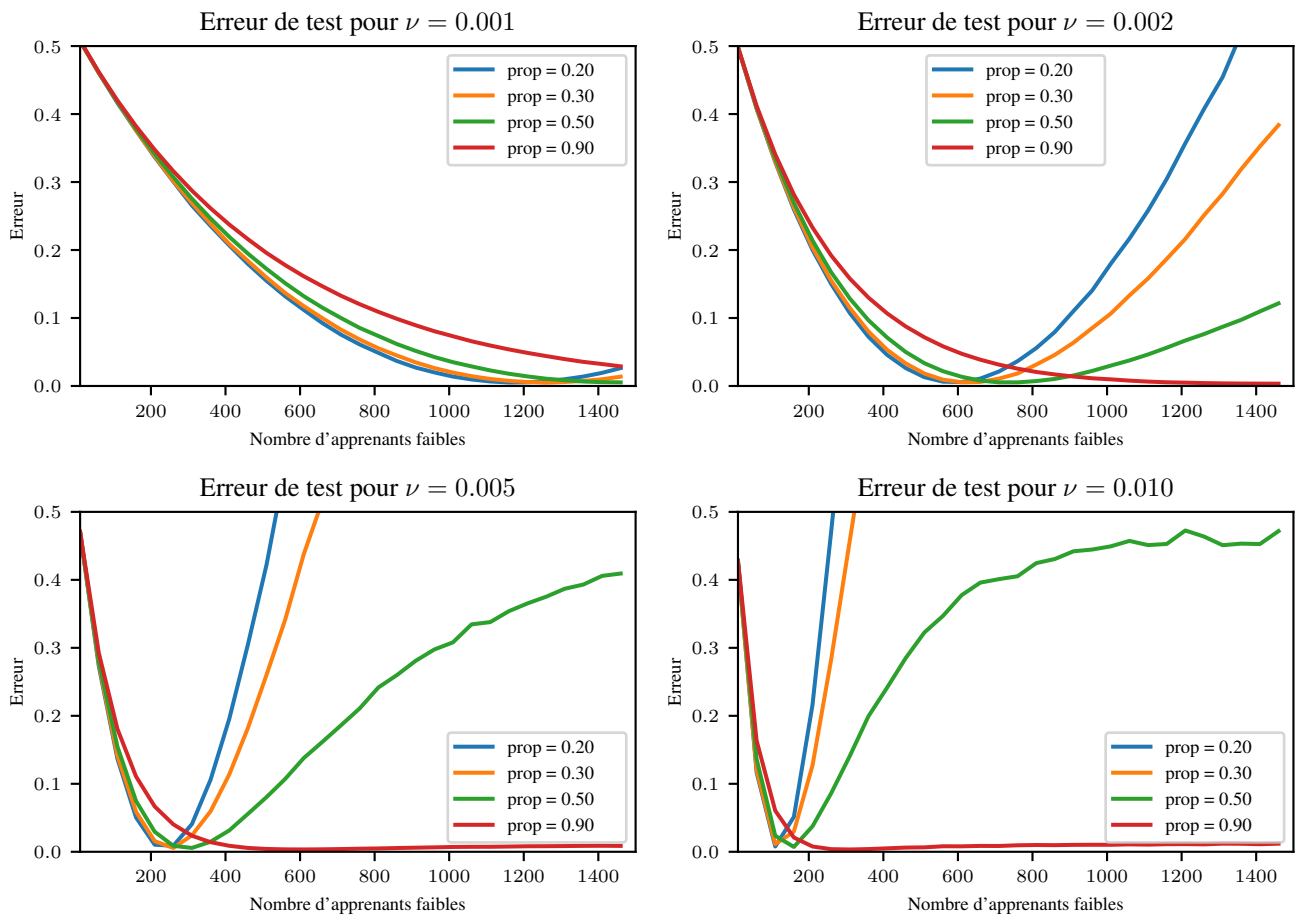 Erreur de test pour ν = 0.001
0.5
0.4
0.3
0.2
0.1
0.0
Erreur
prop = 0.20
prop = 0.30
prop = 0.50
prop = 0.90
200 400 600 800 1000 1200 1400
Nombre d’apprenants faibles
Erreur de test pour ν = 0.002
0.5
0.4
0.3
0.2
0.1
0.0
Erreur
prop = 0.20
prop = 0.30
prop = 0.50
prop = 0.90
200 400 600 800 1000 1200 1400
Nombre d’apprenants faibles
Erreur de test pour ν = 0.005
0.5
0.4
0.3
0.2
0.1
0.0
Erreur
prop = 0.20
prop = 0.30
prop = 0.50
prop = 0.90
200 400 600 800 1000 1200 1400
Nombre d’apprenants faibles
Erreur de test pour ν = 0.010
0.5
0.4
0.3
0.2
0.1
0.0
Erreur
prop = 0.20
prop = 0.30
prop = 0.50
prop = 0.90
200 400 600 800 1000 1200 1400
Nombre d’apprenants faibles